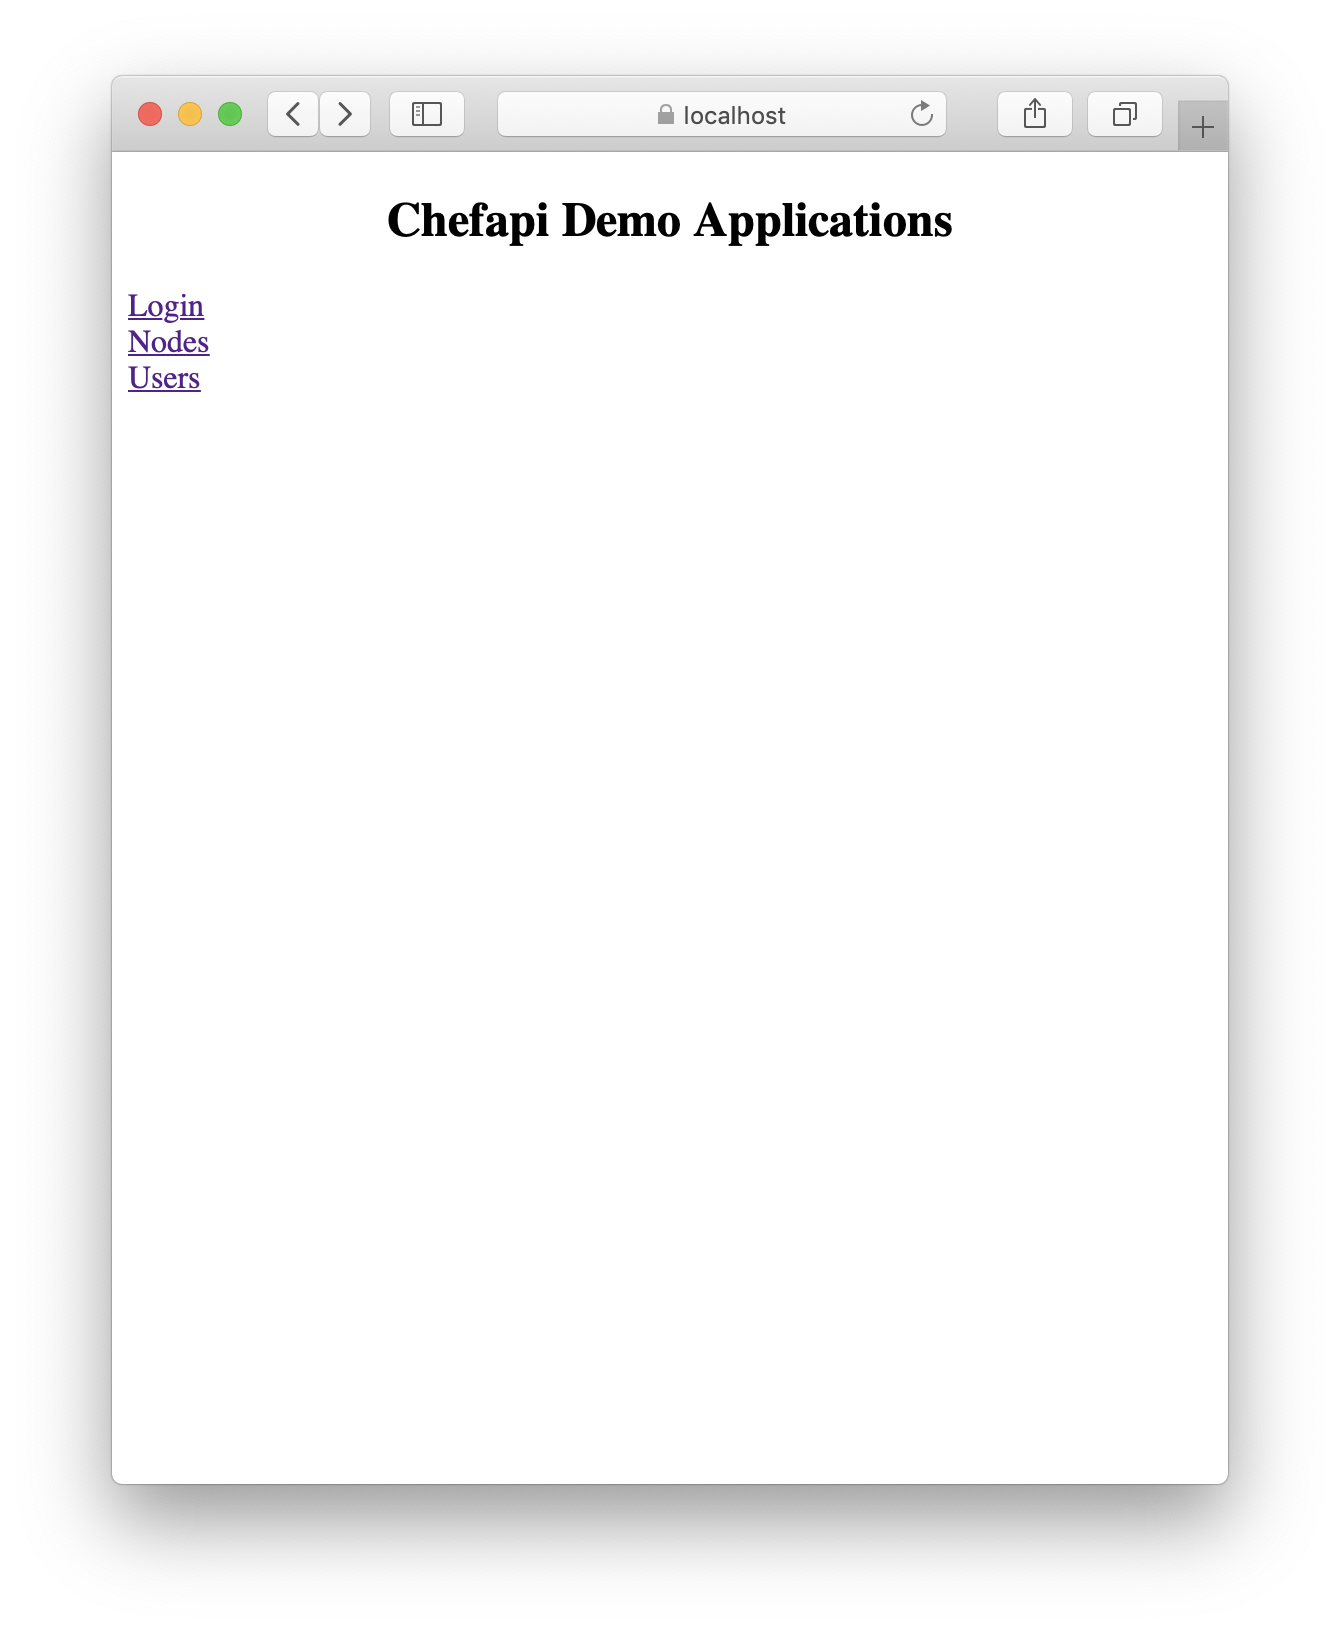 localhost
Chefapi Demo Applications
Login
Nodes
Users